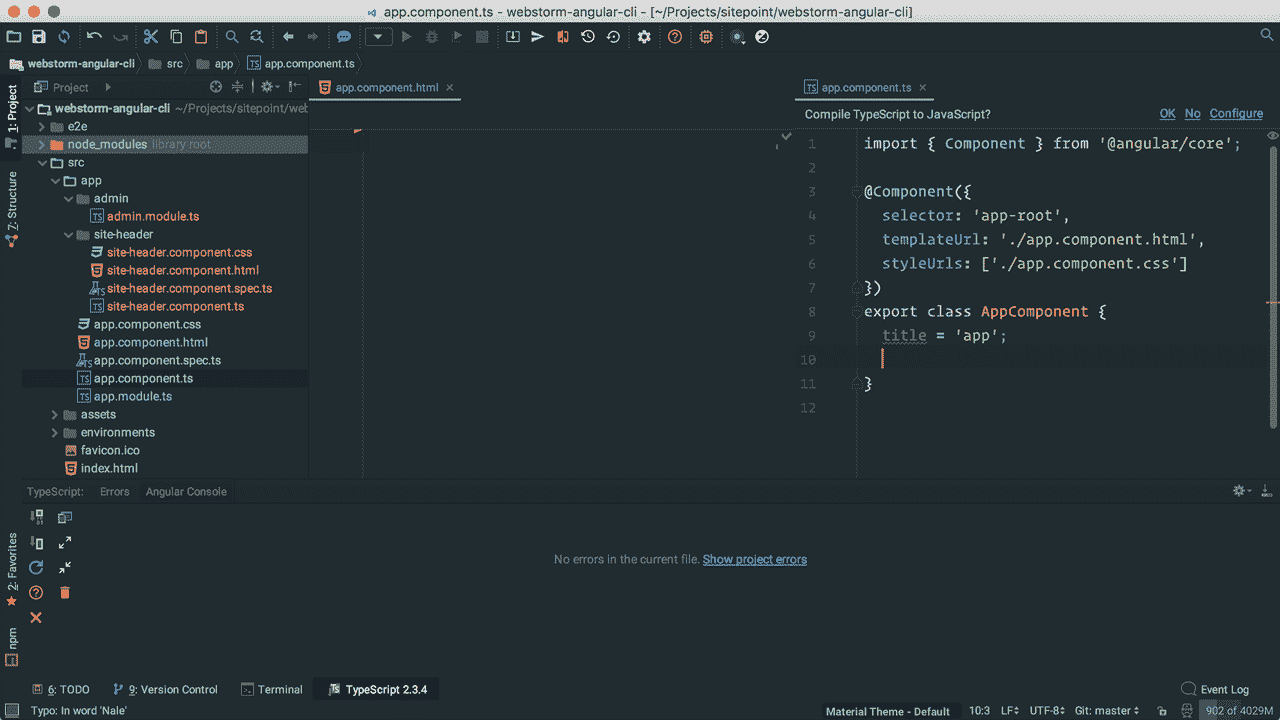 app.component.ts - webstorm-angular-cli - [~/Projects/sitepoint/webstorm-angular-cli]
webstorm-angular-cli src app app.component.ts
1: Project
7: Structure
2: Favorites
npm
Project
webstorm-angular-cli ~/Projects/sitepoint/web
e2e
node_modules library root
src
app
admin
admin.module.ts
site-header
site-header.component.css
site-header.component.html
site-header.component.spec.ts
site-header.component.ts
app.component.css
app.component.html
app.component.spec.ts
app.component.ts
app.module.ts
assets
environments
favicon.ico
index.html
app.component.html
app.component.ts
Compile TypeScript to JavaScript? OK No Configure
1 import { Component } from '@angular/core';
2
3 @Component({
4 selector: 'app-root',
5 templateUrl: './app.component.html',
6 styleUrls: ['./app.component.css']
7 })
8 export class AppComponent {
9 title = 'app';
10
11 }
12
TypeScript: Errors Angular Console
No errors in the current file. Show project errors
6: TODO 9: Version Control Terminal TypeScript 2.3.4 Event Log
Typo: In word 'Nale' Material Theme - Default 10:3 LF UTF-8 Git: master 902 of 4029M